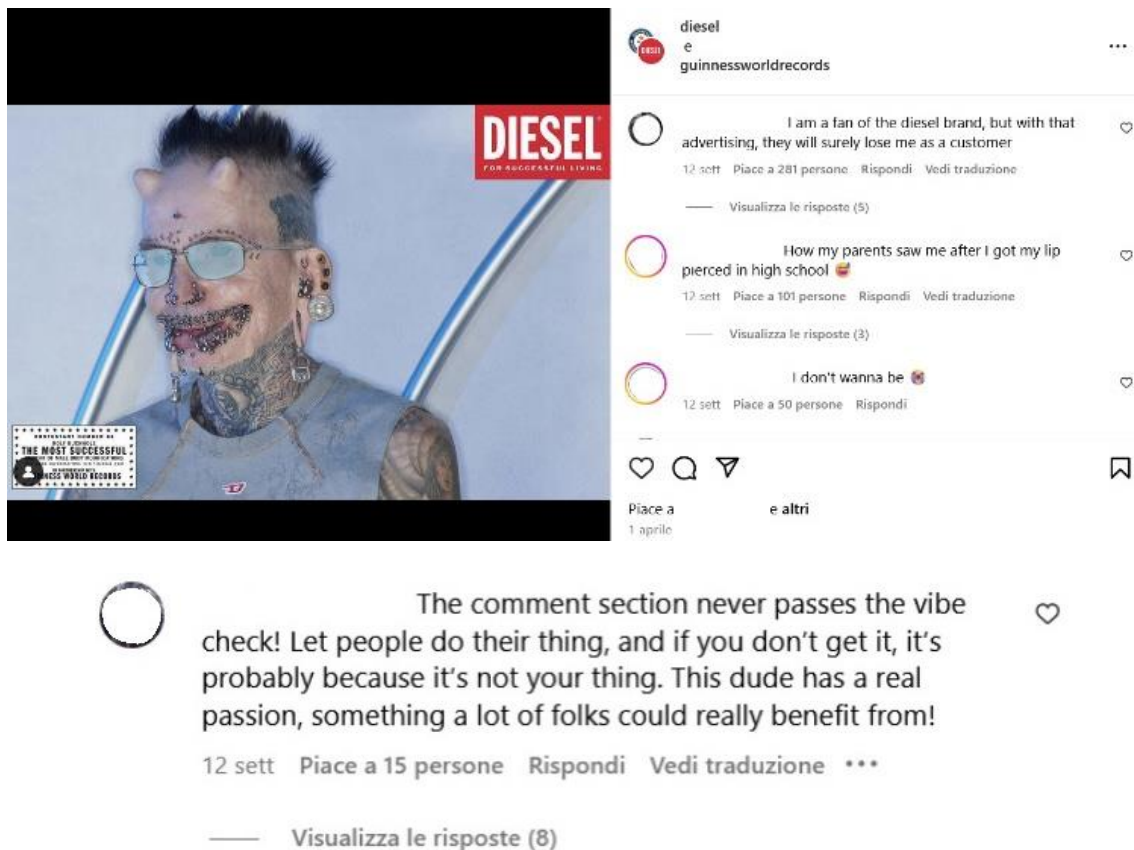 DIESEL
FOR SUCCESSFUL LIVING
THE MOST SUCCESSFUL
WORLD RECORDS
diesel
e
guinnessworldrecords
I am a fan of the diesel brand, but with that
advertising, they will surely lose me as a customer
12 sett Piace a 281 persone Rispondi Vedi traduzione
Visualizza le risposte (5)
How my parents saw me after I got my lip
pierced in high school 😅
12 sett Piace a 101 persone Rispondi Vedi traduzione
Visualizza le risposte (3)
I don't wanna be
12 sett Piace a 50 persone Rispondi
Piace a e altri
1 aprile
The comment section never passes the vibe
check! Let people do their thing, and if you don't get it, it's
probably because it's not your thing. This dude has a real
passion, something a lot of folks could really benefit from!
12 sett Piace a 15 persone Rispondi Vedi traduzione •••
Visualizza le risposte (8)